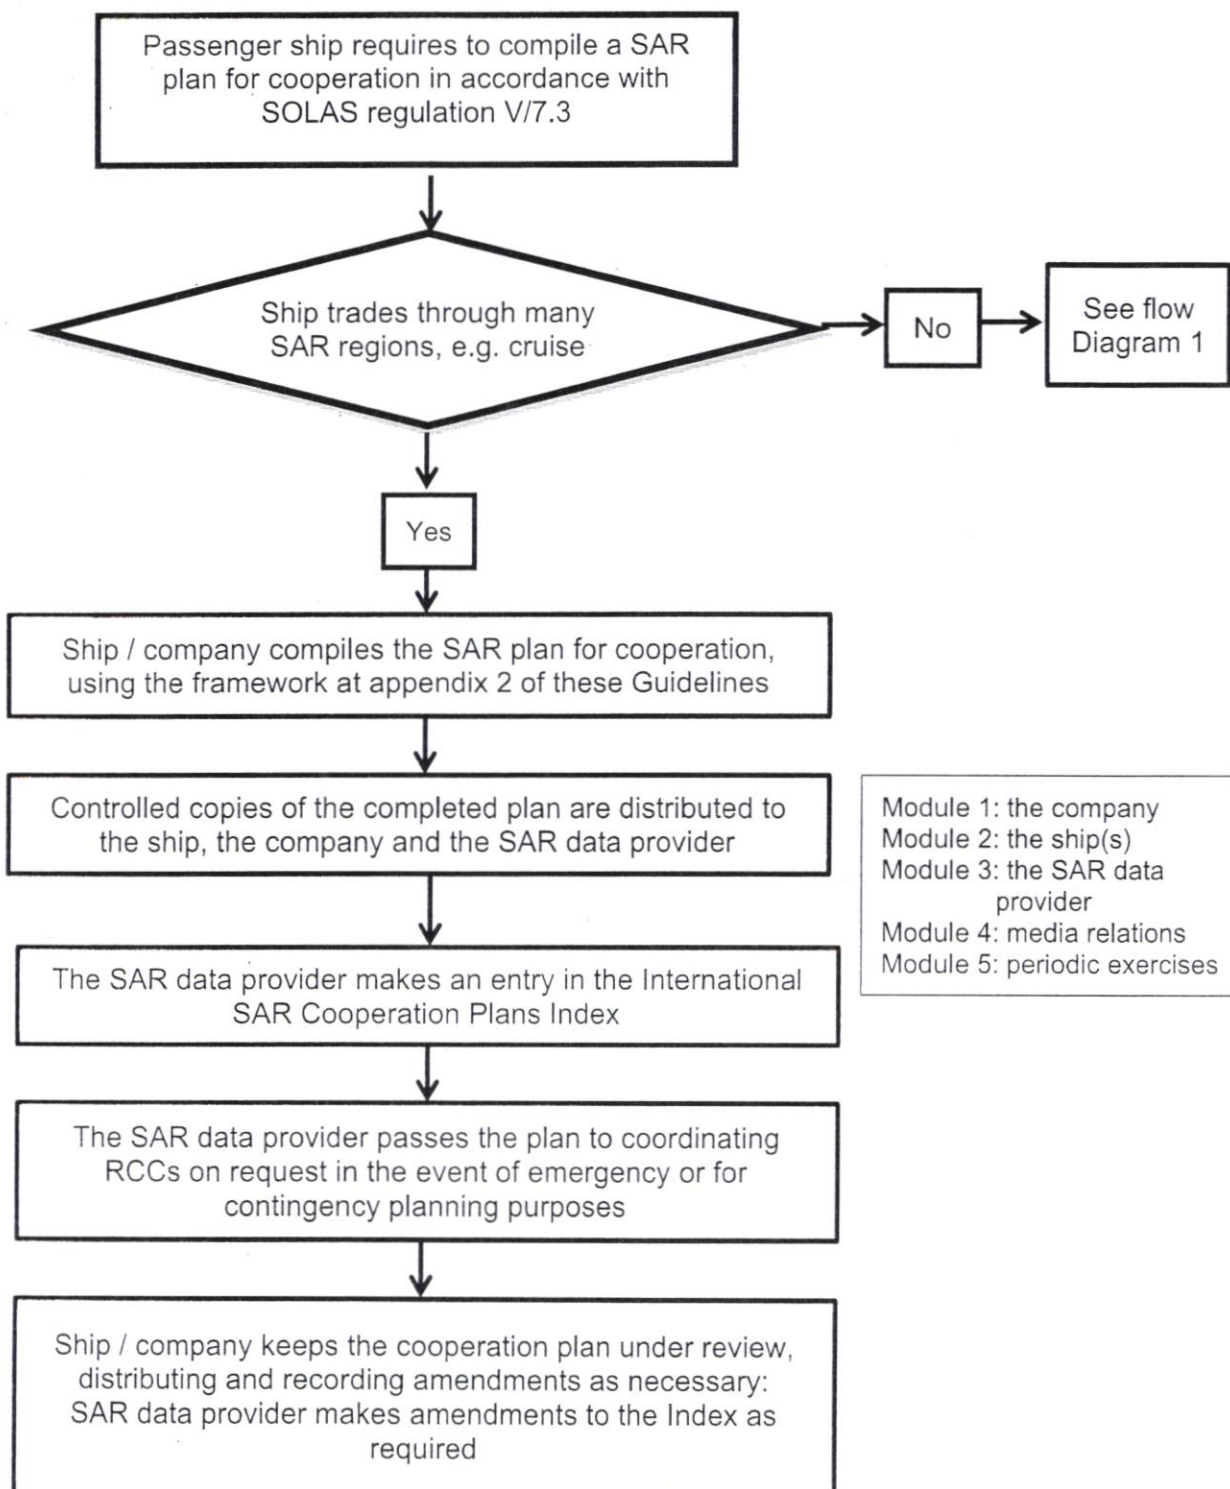 Passenger ship requires to compile a SAR
plan for cooperation in accordance with
SOLAS regulation V/7.3
Ship trades through many
SAR regions, e.g. cruise
No
See flow
Diagram 1
Yes
Ship / company compiles the SAR plan for cooperation,
using the framework at appendix 2 of these Guidelines
Controlled copies of the completed plan are distributed to
the ship, the company and the SAR data provider
Module 1: the company
Module 2: the ship(s)
Module 3: the SAR data
provider
Module 4: media relations
Module 5: periodic exercises
The SAR data provider makes an entry in the International
SAR Cooperation Plans Index
The SAR data provider passes the plan to coordinating
RCCs on request in the event of emergency or for
contingency planning purposes
Ship / company keeps the cooperation plan under review,
distributing and recording amendments as necessary:
SAR data provider makes amendments to the Index as
required